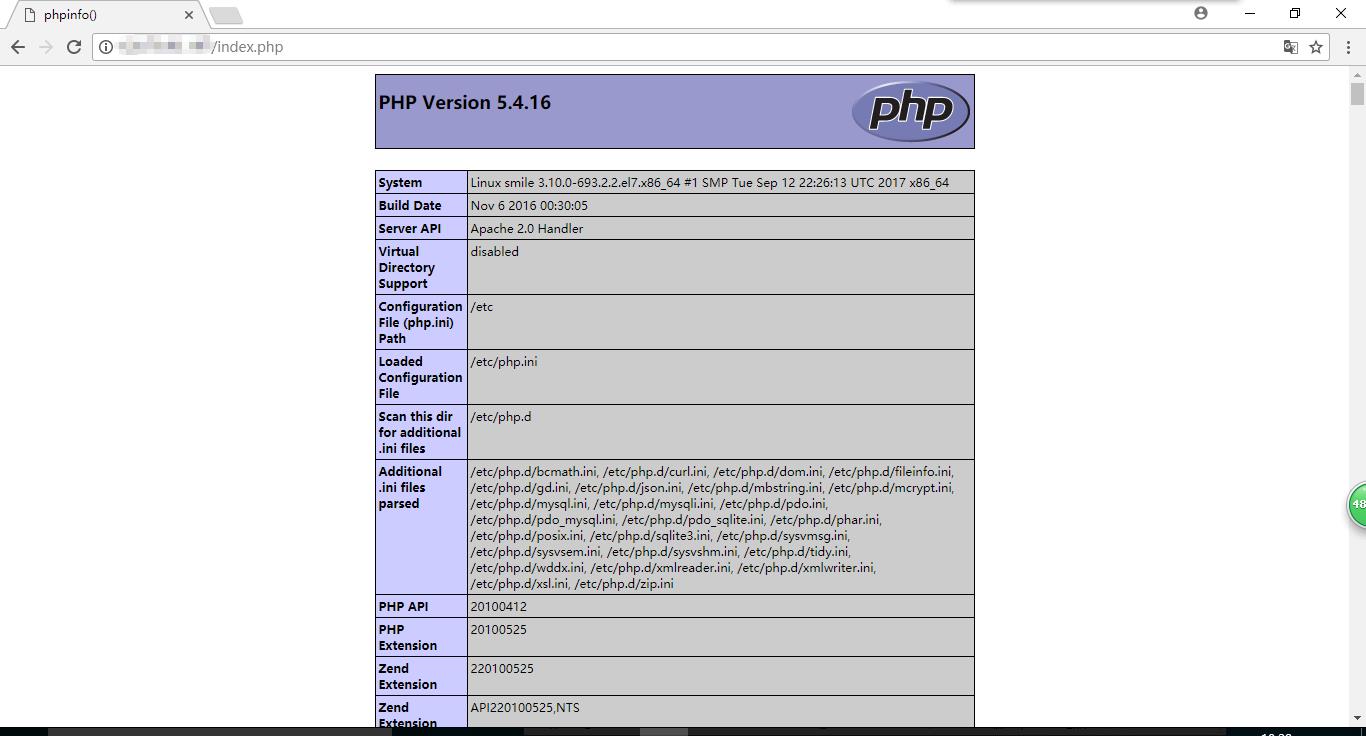 phpinfo()
/index.php
PHP Version 5.4.16
php
System Linux smile 3.10.0-693.2.2.el7.x86_64 #1 SMP Tue Sep 12 22:26:13 UTC 2017 x86_64
Build Date Nov 6 2016 00:30:05
Server API Apache 2.0 Handler
Virtual disabled
Directory
Support
Configuration /etc
File (php.ini)
Path
Loaded /etc/php.ini
Configuration
File
Scan this dir /etc/php.d
for additional
.ini files
Additional /etc/php.d/bcmath.ini, /etc/php.d/curl.ini, /etc/php.d/dom.ini, /etc/php.d/fileinfo.ini,
.ini files /etc/php.d/gd.ini, /etc/php.d/json.ini, /etc/php.d/mbstring.ini, /etc/php.d/mcrypt.ini,
parsed /etc/php.d/mysql.ini, /etc/php.d/mysqli.ini, /etc/php.d/pdo.ini,
/etc/php.d/pdo_mysql.ini, /etc/php.d/pdo_sqlite.ini, /etc/php.d/phar.ini,
/etc/php.d/posix.ini, /etc/php.d/sqlite3.ini, /etc/php.d/sysvmsg.ini,
/etc/php.d/sysvsem.ini, /etc/php.d/sysvshm.ini, /etc/php.d/tidy.ini,
/etc/php.d/wddx.ini, /etc/php.d/xmlreader.ini, /etc/php.d/xmlwriter.ini,
/etc/php.d/xsl.ini, /etc/php.d/zip.ini
PHP API 20100412
PHP 20100525
Extension
Zend 220100525
Extension
Zend API220100525,NTS
Extension
48